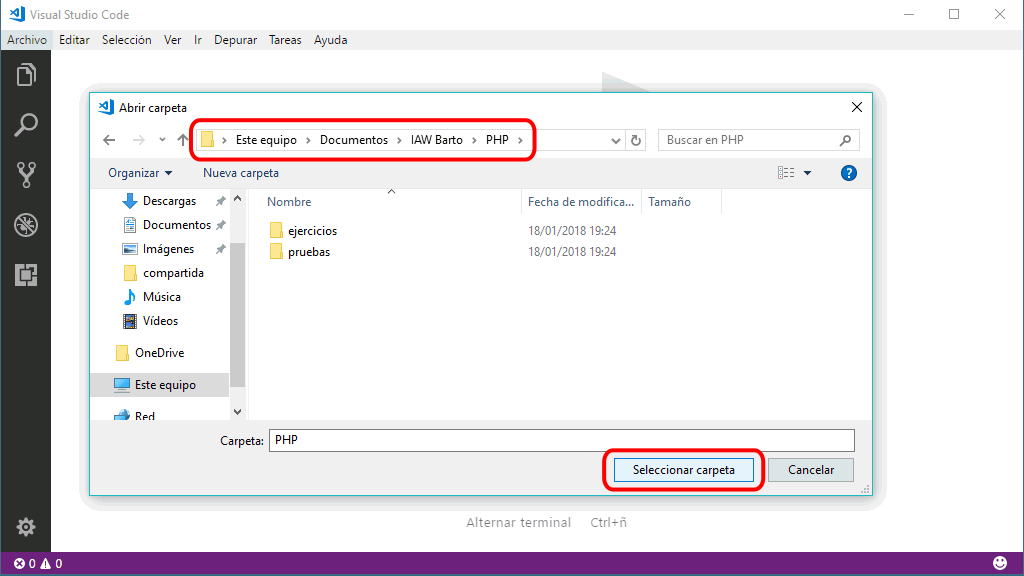 Visual Studio Code
Archivo Editar Selección Ver Ir Depurar Tareas Ayuda
Abrir carpeta
Este equipo > Documentos > IAW Barto > PHP >
Buscar en PHP
Organizar Nueva carpeta
?
Nombre Fecha de modifica... Tamaño
Descargas
Documentos
Imágenes
compartida
Música
Vídeos
OneDrive
Este equipo
Red
ejercicios 18/01/2018 19:24
pruebas 18/01/2018 19:24
Carpeta: PHP
Seleccionar carpeta Cancelar
Alternar terminal Ctrl+ñ
0 0